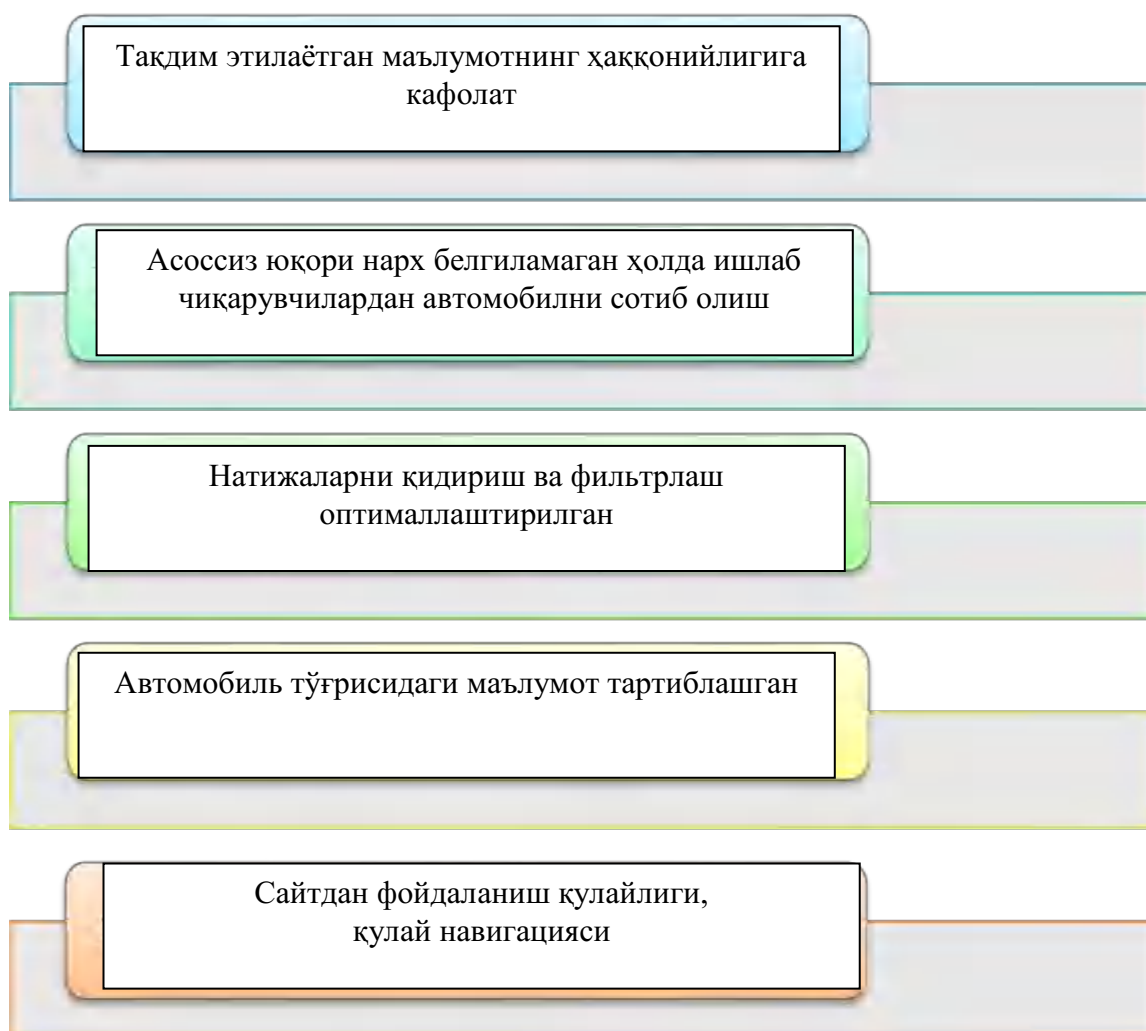 Тақдим этилаётган маълумотнинг ҳаққонийлигига
кафолат
Асоссиз юқори нарх белгиламаган ҳолда ишлаб
чиқарувчилардан автомобилни сотиб олиш
Натижаларни қидириш ва фильтрлаш
оптималлаштирилган
Автомобиль тўғрисидаги маълумот тартиблашган
Сайтдан фойдаланиш қулайлиги,
қулай навигацияси